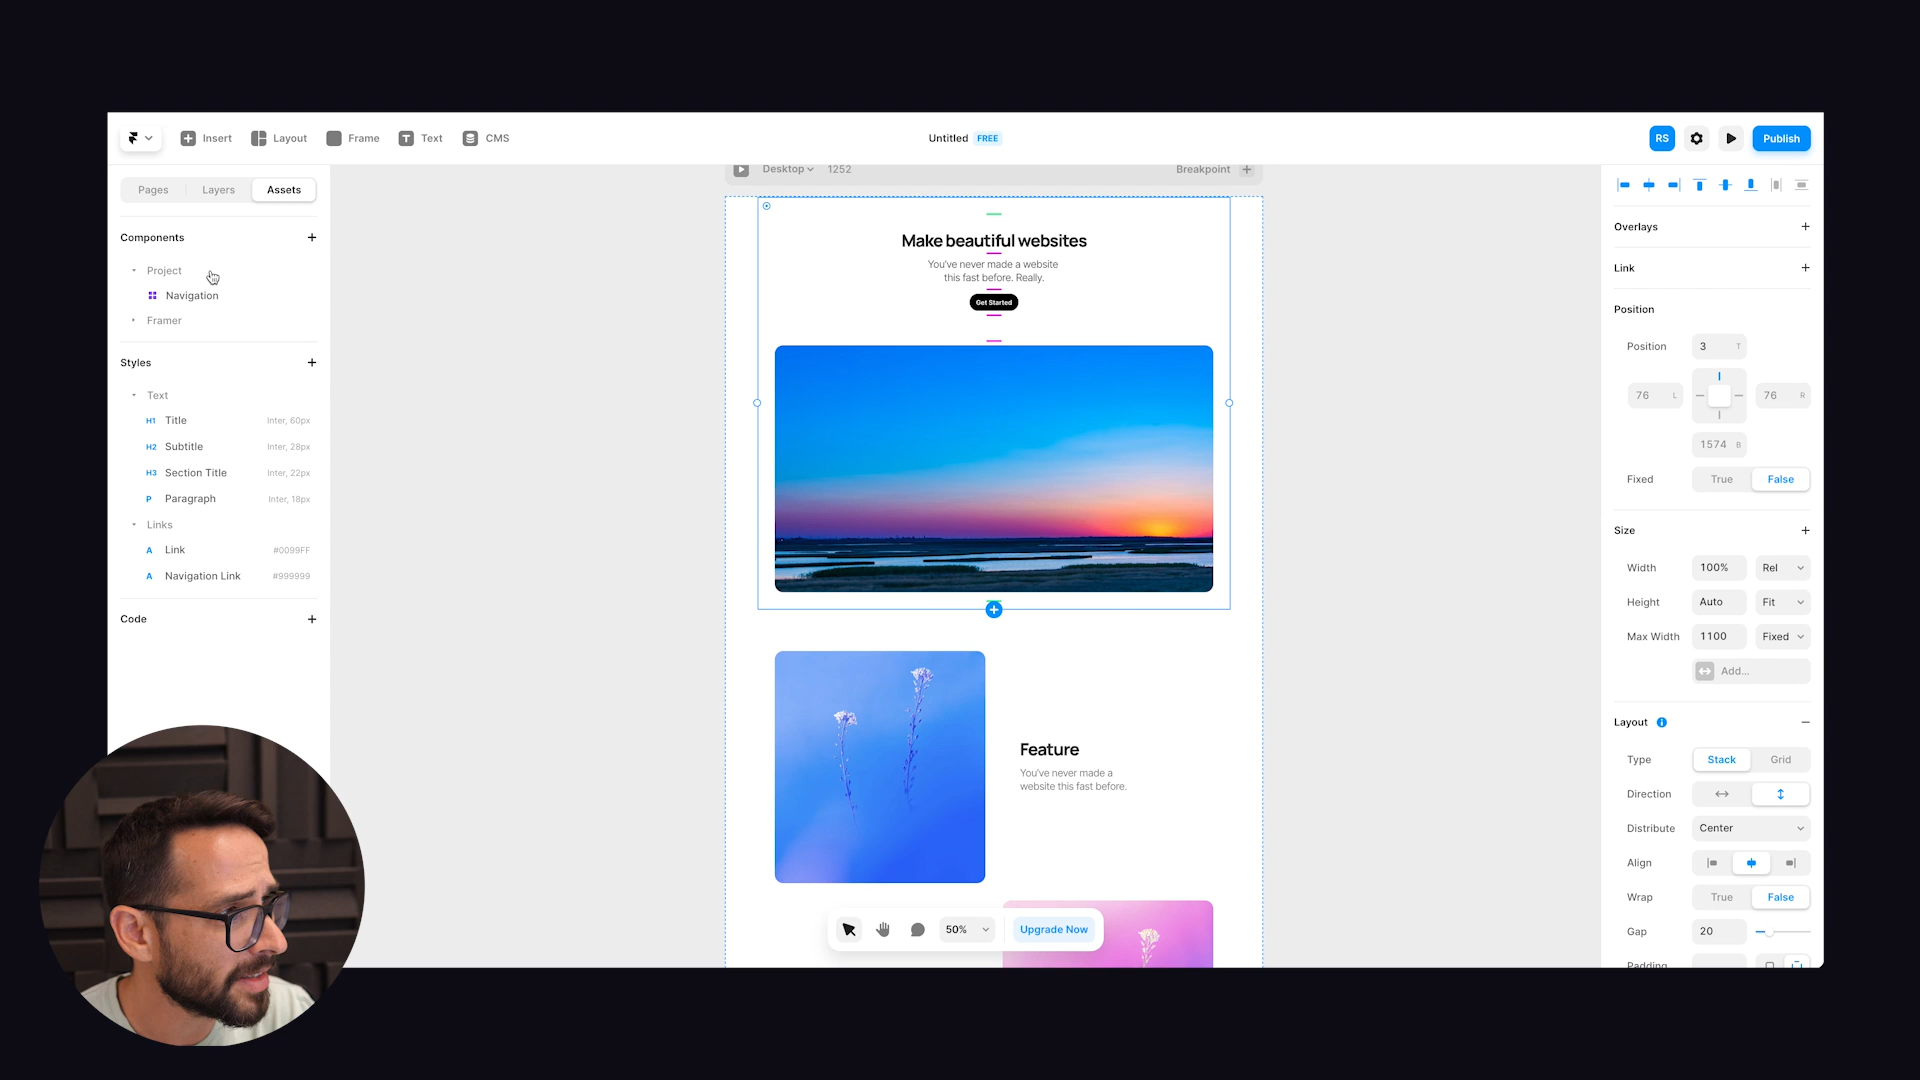 Insert
Layout
Frame
Text
CMS
Untitled FREE
RS
Publish
Pages
Layers
Assets
Components
Project
Navigation
Framer
Styles
Text
H1 Title Inter, 60px
H2 Subtitle Inter, 28px
H3 Section Title Inter, 22px
P Paragraph Inter, 18px
Links
A Link #0099FF
A Navigation Link #999999
Code
Desktop 1252
Breakpoint
Make beautiful websites
You've never made a website
this fast before. Really.
Get Started
Feature
You've never made a
website this fast before.
50%
Upgrade Now
Overlays
Link
Position
Position 3 T
76 L
76 R
1574 B
Fixed True False
Size
Width 100% Rel
Height Auto Fit
Max Width 1100 Fixed
Add...
Layout
Type Stack Grid
Direction
Distribute Center
Align
Wrap True False
Gap 20
Padding